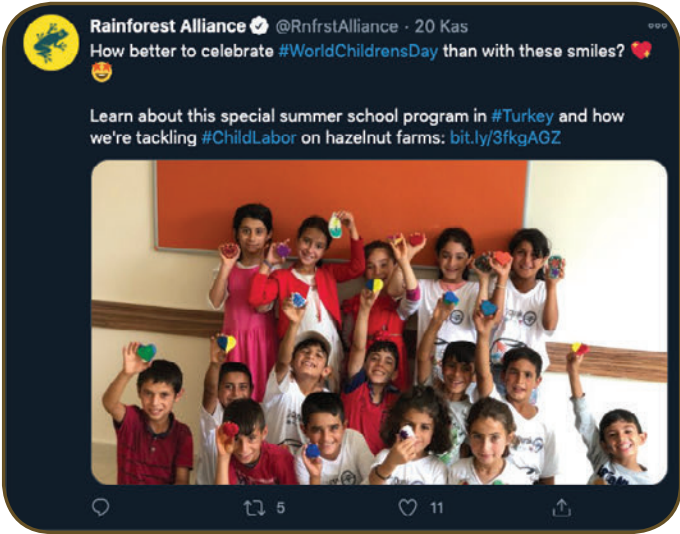 Rainforest Alliance @RnfrstAlliance · 20 Kas
How better to celebrate #WorldChildrensDay than with these smiles? 💖
🤩
Learn about this special summer school program in #Turkey and how
we're tackling #ChildLabor on hazelnut farms: bit.ly/3fkgAGZ
5 11